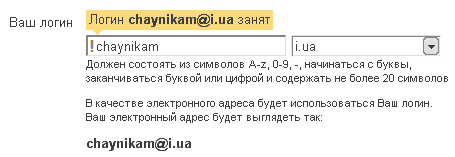 Логин chaynikam@i.ua занят
Ваш логин ! chaynikam i.ua
Должен состоять из символов A-z, 0-9, -, начинаться с буквы,
заканчиваться буквой или цифрой и содержать не более 20 символов
В качестве электронного адреса будет использоваться Ваш логин.
Ваш электронный адрес будет выглядеть так:
chaynikam@i.ua